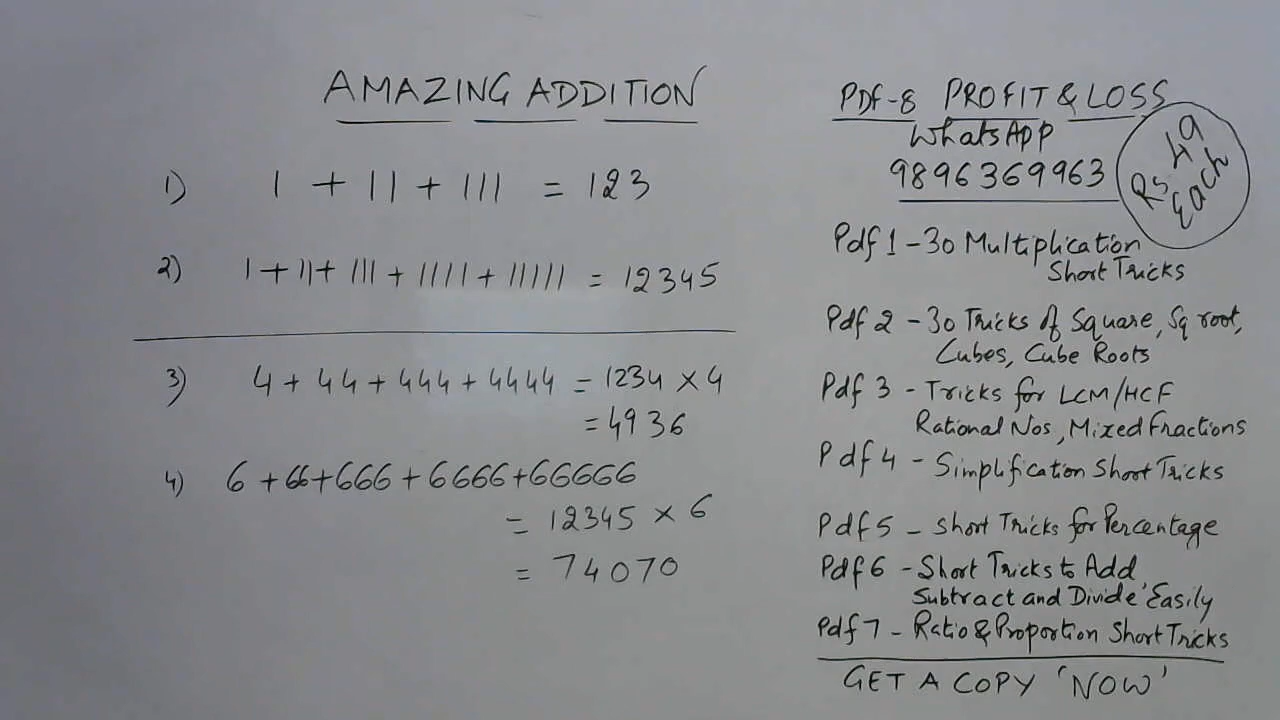 AMAZING ADDITION
1) 1 + 11 + 111 = 123
2) 1 + 11 + 111 + 1111 + 11111 = 12345
3) 4 + 44 + 444 + 4444 = 1234 × 4
= 4936
4) 6 + 66 + 666 + 6666 + 66666
= 12345 × 6
= 74070
PDF-8 PROFIT & LOSS
WhatsAPP
9896369963
Rs 49
Each
Pdf 1 - 30 Multiplication
Short Tricks
Pdf 2 - 30 Tricks of Square, Sq root,
Cubes, Cube Roots
Pdf 3 - Tricks for LCM/HCF
Rational Nos, Mixed Fractions
Pdf 4 - Simplification Short Tricks
Pdf 5 - Short Tricks for Percentage
Pdf 6 - Short Tricks to Add,
Subtract and Divide Easily
Pdf 7 - Ratio & Proportion Short Tricks
GET A COPY 'NOW'